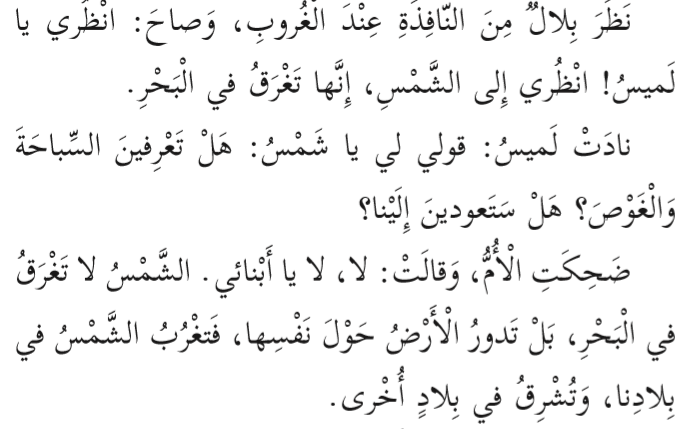 نَظَرَ بِلالٌ مِنَ النّافِذَةِ عِنْدَ الْغُروبِ، وَصاحَ: انْظُري يا
لَميسُ! انْظُري إِلى الشَّمْسِ، إِنَّها تَغْرَقُ في الْبَحْرِ.
نادَتْ لَميسُ: قولي لي يا شَمْسُ: هَلْ تَعْرِفينَ السِّباحَةَ
وَالْغَوْصَ؟ هَلْ سَتَعودينَ إِلَيْنا؟
ضَحِكَتِ الْأُمُّ، وَقالَتْ: لا، لا يا أَبْنائي. الشَّمْسُ لا تَغْرَقُ
في الْبَحْرِ، بَلْ تَدورُ الْأَرْضُ حَوْلَ نَفْسِها، فَتغْرُبُ الشَّمْسُ في
بِلادِنا، وَتُشْرِقُ في بِلادٍ أُخْرى.